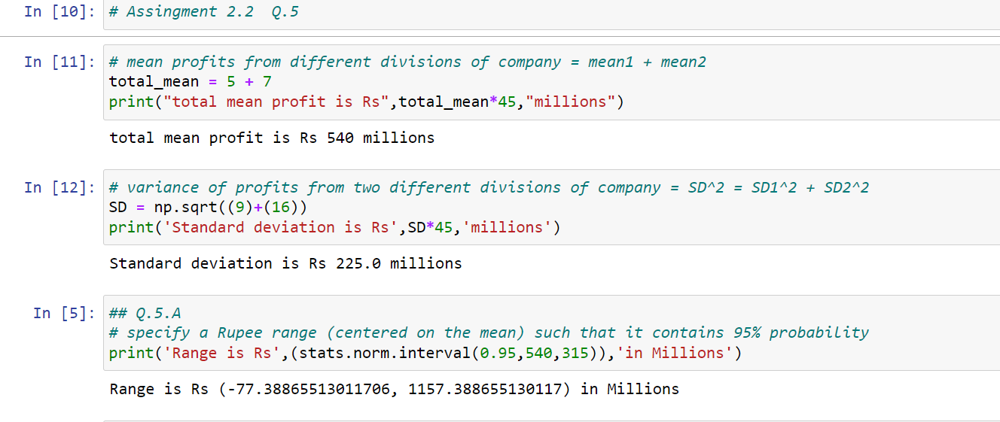 In [10]: # Assingment 2.2  Q.5
In [11]: # mean profits from different divisions of company = mean1 + mean2
total_mean = 5 + 7
print("total mean profit is Rs",total_mean*45,"millions")
total mean profit is Rs 540 millions
In [12]: # variance of profits from two different divisions of company = SD^2 = SD1^2 + SD2^2
SD = np.sqrt((9)+(16))
print('Standard deviation is Rs',SD*45,'millions')
Standard deviation is Rs 225.0 millions
In [5]: ## Q.5.A
# specify a Rupee range (centered on the mean) such that it contains 95% probability
print('Range is Rs',(stats.norm.interval(0.95,540,315)),'in Millions')
Range is Rs (-77.38865513011706, 1157.388655130117) in Millions